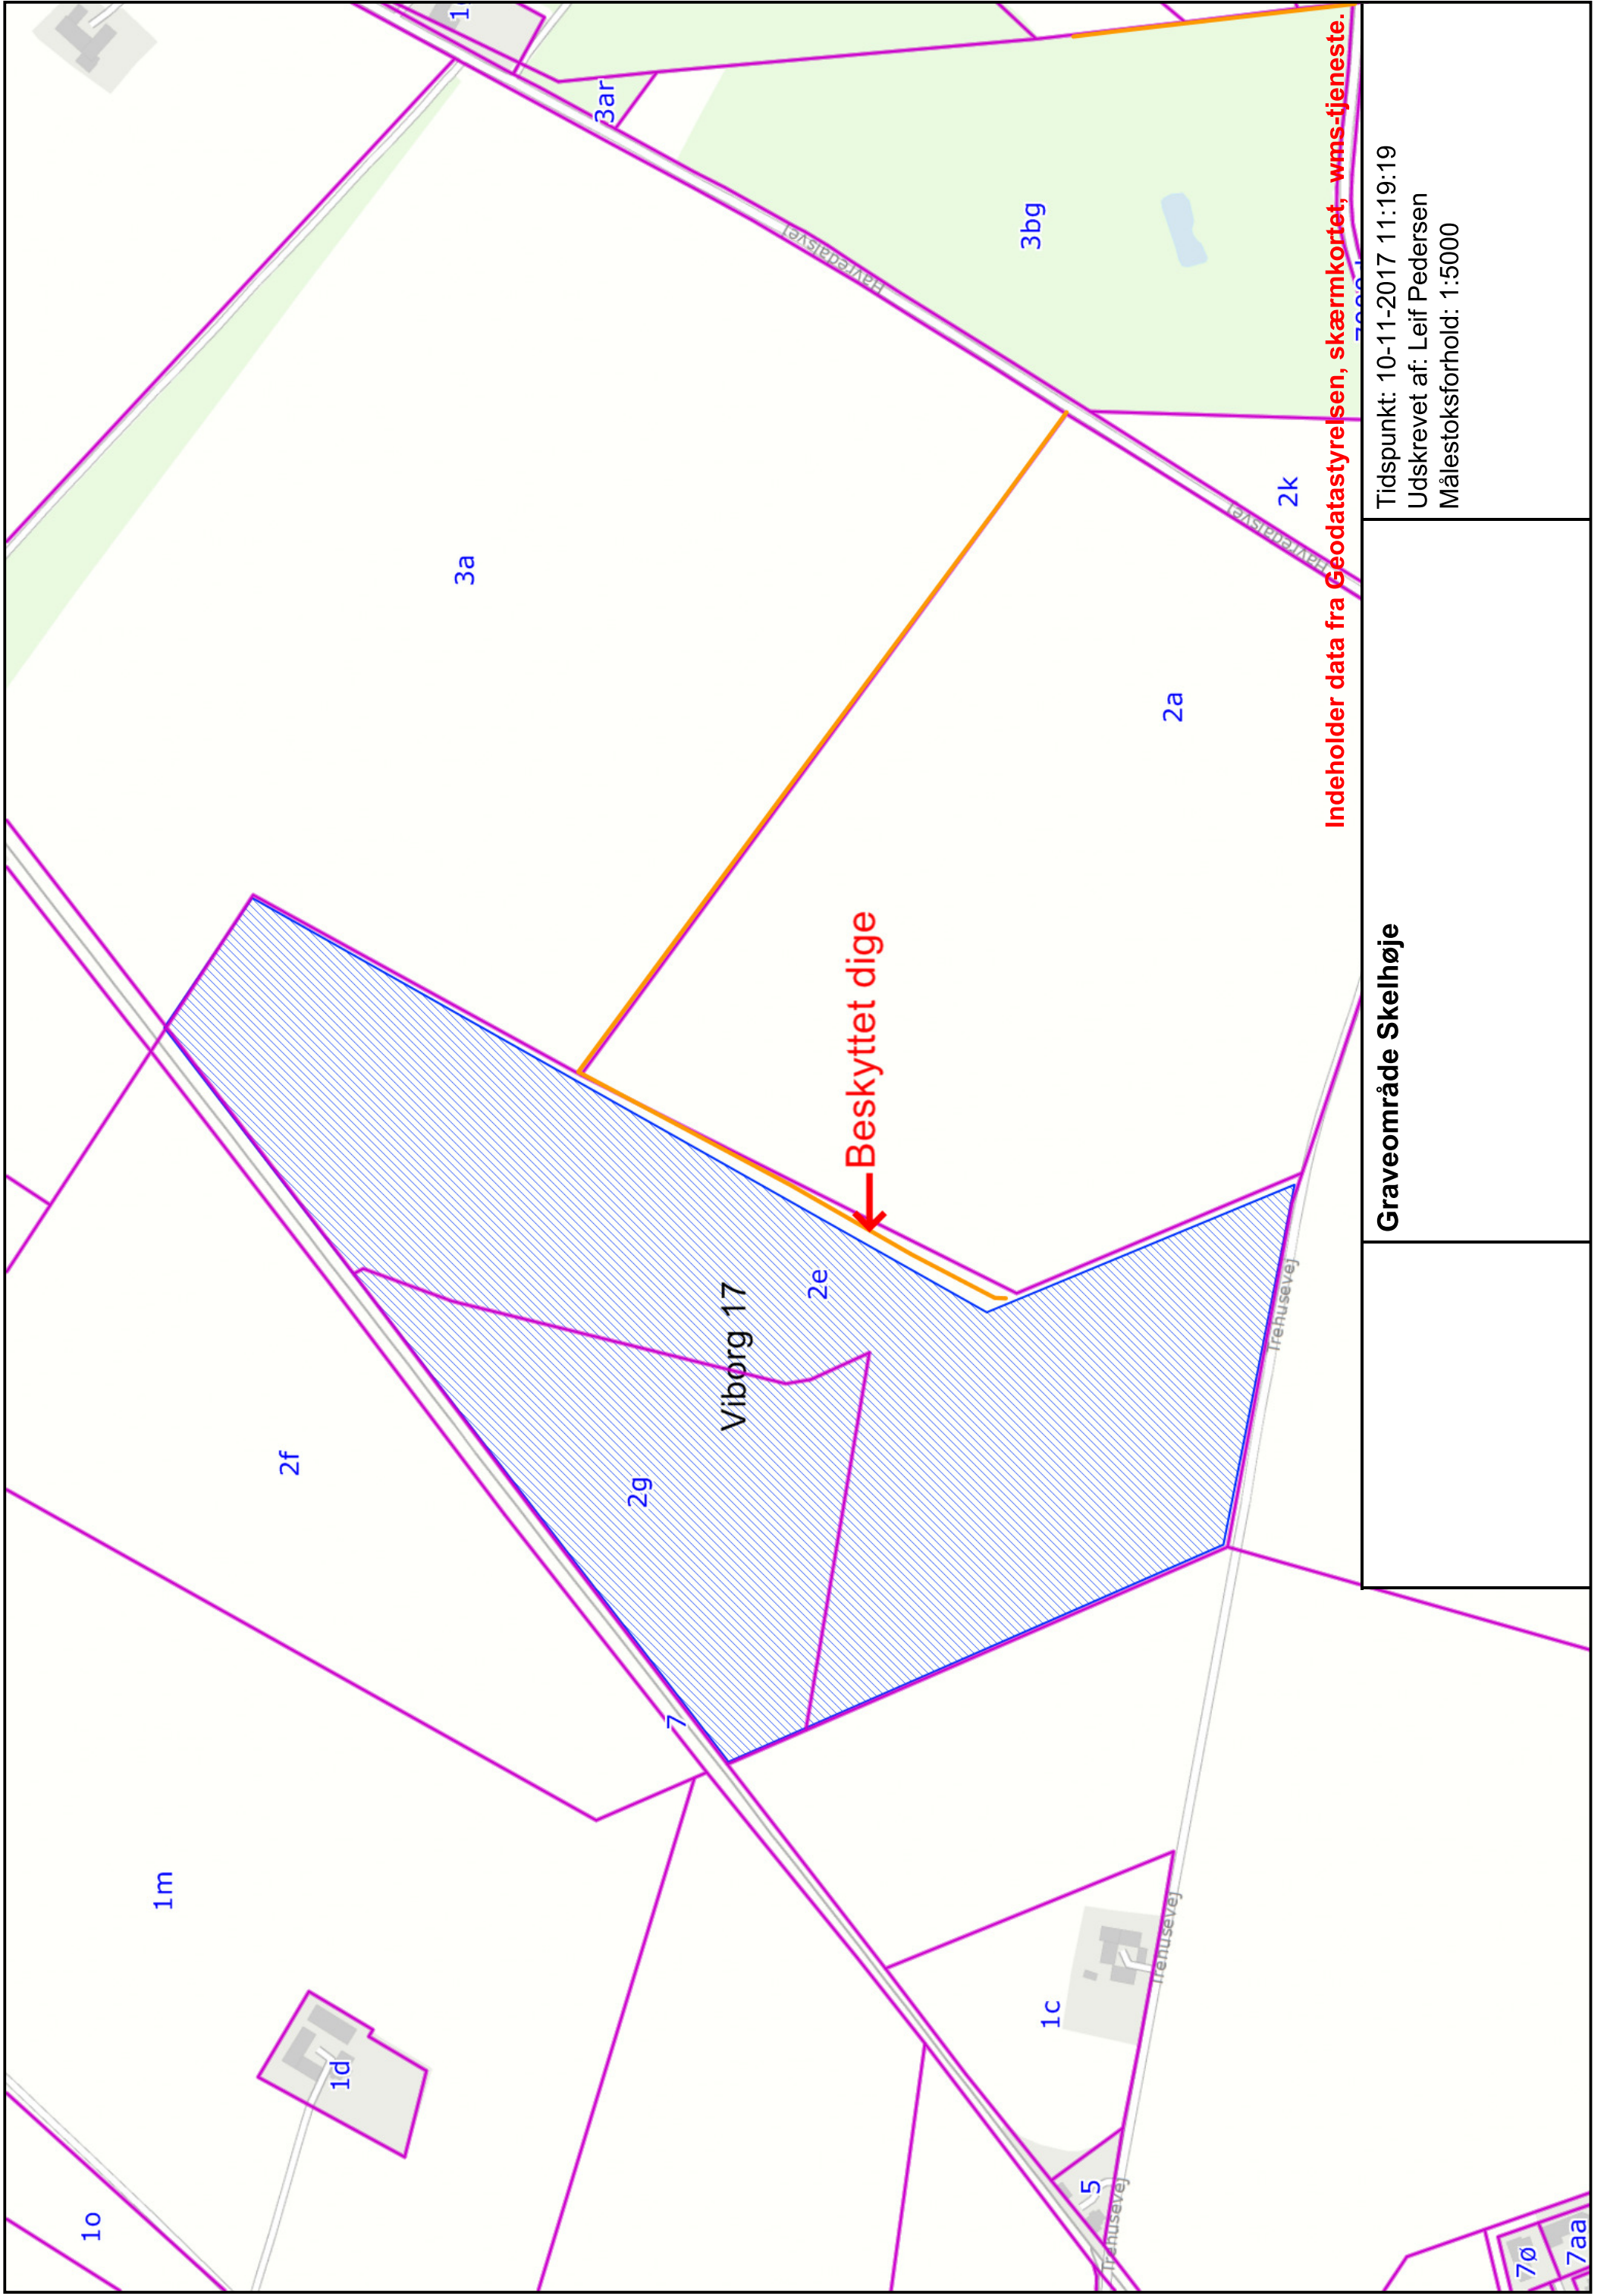 1o
1d
1m
7
2f
2g
Viborg 17
2e
Beskyttet dige
3a
3ar
3bg
2a
2k
Havredalsvej
Havredalsvej
1c
5
Trehusevej
Trehusevej
Trehusevej
7ø
7aa
Indeholder data fra Geodatastyrelsen, skærmkortet, wms-tjeneste.
Graveområde Skelhøje
Tidspunkt: 10-11-2017 11:19:19
Udskrevet af: Leif Pedersen
Målestoksforhold: 1:5000